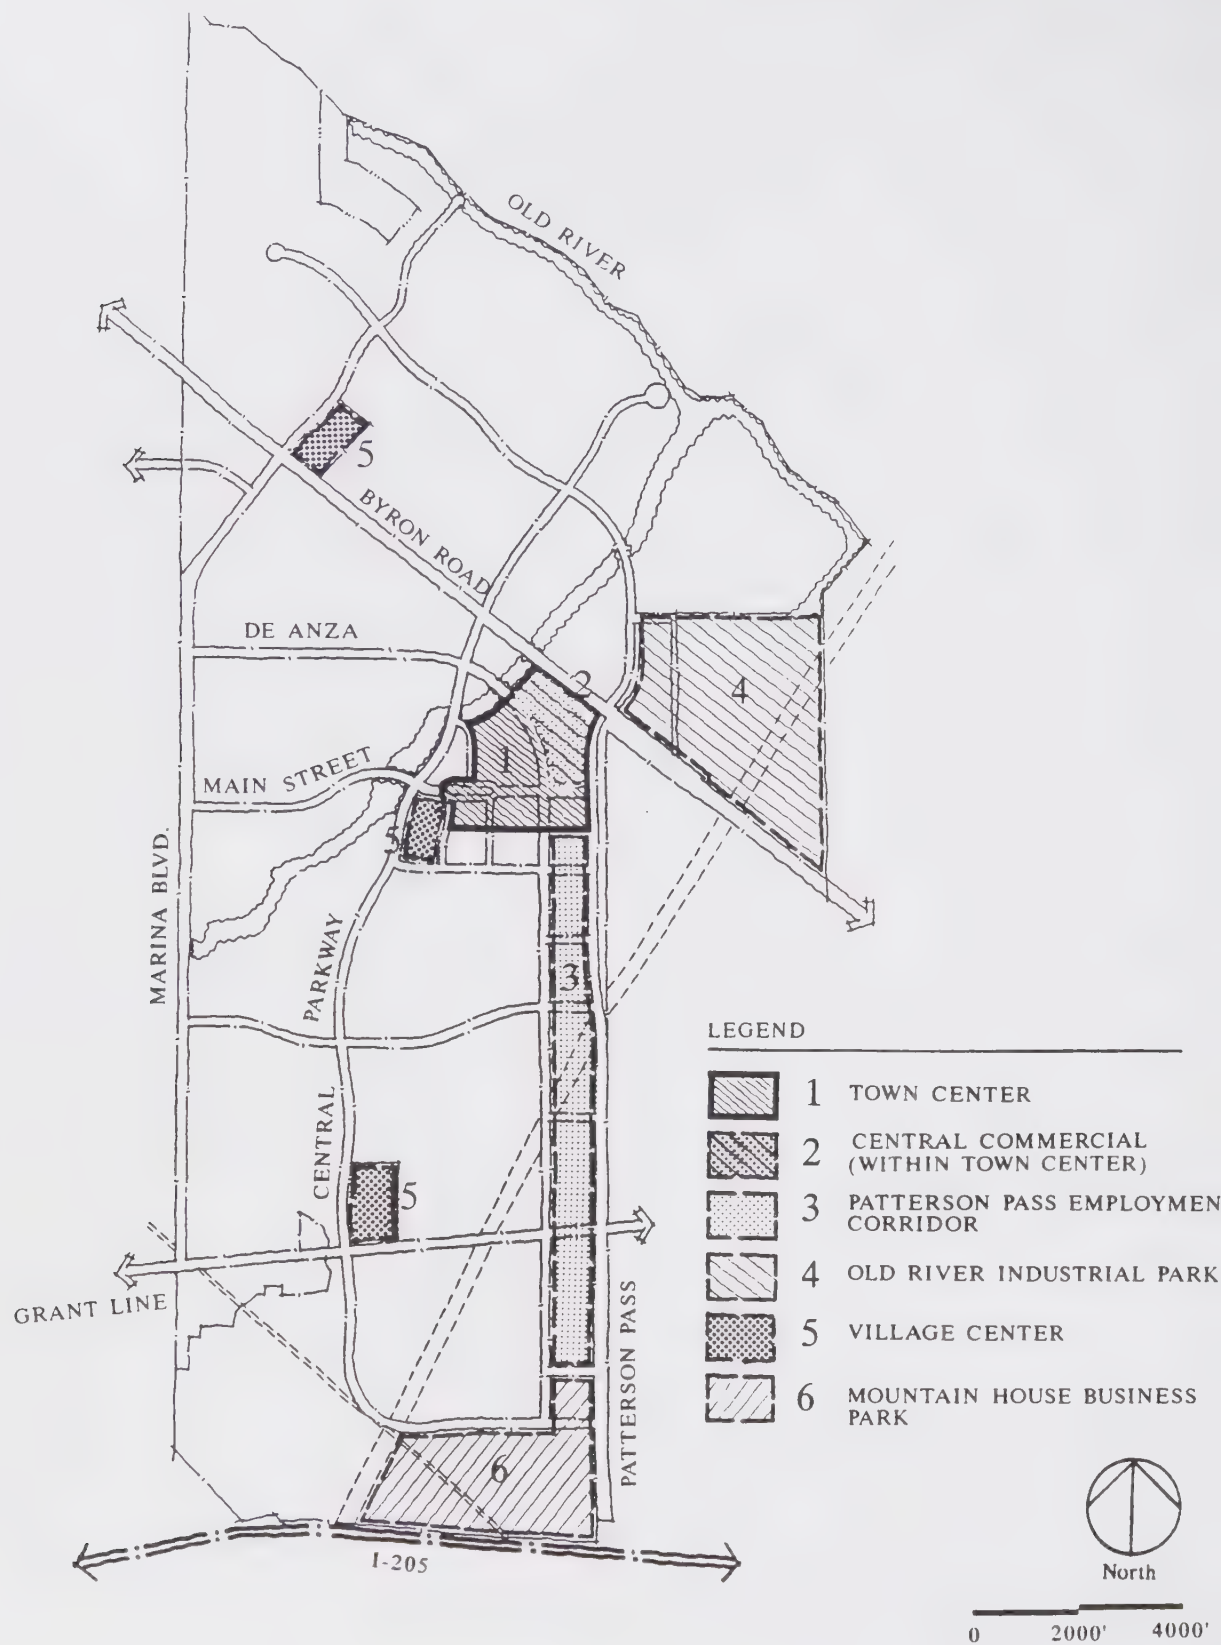 OLD RIVER
5
BYRON ROAD
DE ANZA
2
4
1
MAIN STREET
5
MARINA BLVD.
PARKWAY
3
CENTRAL
5
GRANT LINE
PATTERSON PASS
6
I-205
LEGEND
1 TOWN CENTER
2 CENTRAL COMMERCIAL
(WITHIN TOWN CENTER)
3 PATTERSON PASS EMPLOYMEN
CORRIDOR
4 OLD RIVER INDUSTRIAL PARK
5 VILLAGE CENTER
6 MOUNTAIN HOUSE BUSINESS
PARK
North
0 2000' 4000'